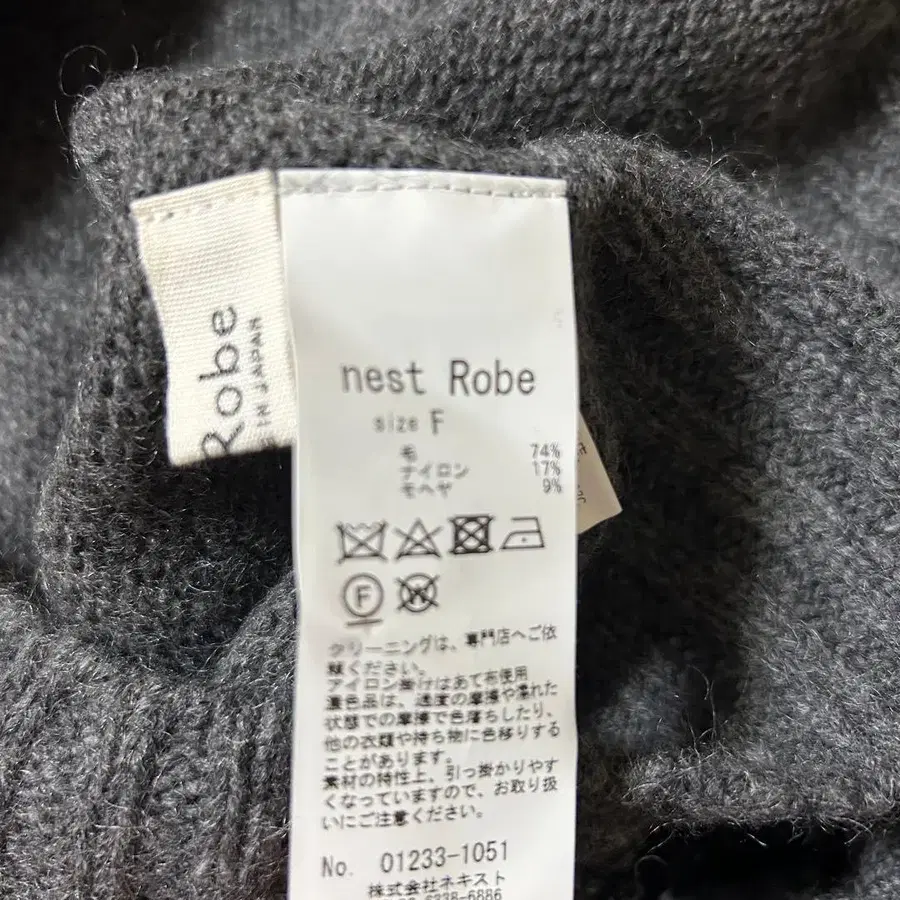 Robe
IN JAPAN
nest Robe
size F
毛 74%
ナイロン 17%
モヘヤ 9%
F
W
クリーニングは、専門店へご依
頼ください。
アイロン掛けはあて布使用
濃色品は、過度の摩擦や濡れた
状態での摩擦で色落ちしたり、
他の衣類や持ち物に色移りする
ことがあります。
素材の特性上、引っ掛かりやす
くなっていますので、お取り扱
いにご注意ください。
No. 01233-1051
株式会社ネキスト
6338-6886